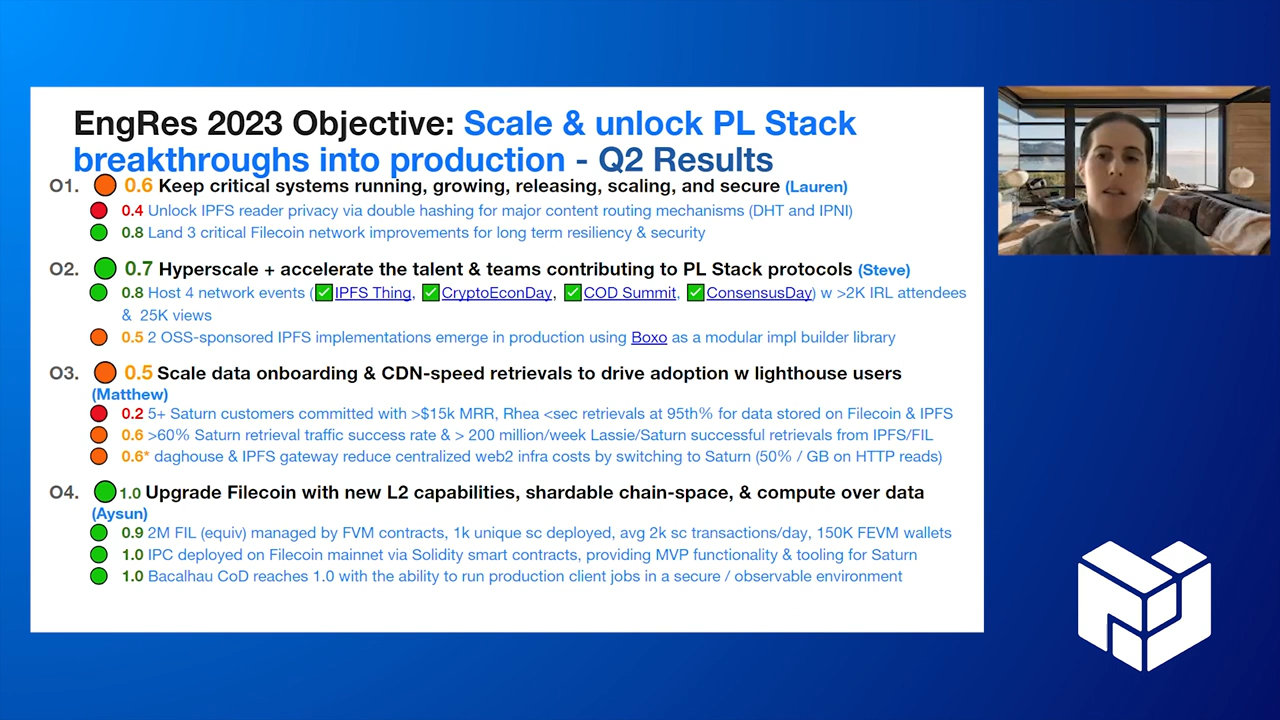 EngRes 2023 Objective: Scale & unlock PL Stack
breakthroughs into production - Q2 Results
O1. 0.6 Keep critical systems running, growing, releasing, scaling, and secure (Lauren)
0.4 Unlock IPFS reader privacy via double hashing for major content routing mechanisms (DHT and IPNI)
0.8 Land 3 critical Filecoin network improvements for long term resiliency & security
O2. 0.7 Hyperscale + accelerate the talent & teams contributing to PL Stack protocols (Steve)
0.8 Host 4 network events (✅IPFS Thing, ✅CryptoEconDay, ✅COD Summit, ✅ConsensusDay) w >2K IRL attendees
& 25K views
0.5 2 OSS-sponsored IPFS implementations emerge in production using Boxo as a modular impl builder library
O3. 0.5 Scale data onboarding & CDN-speed retrievals to drive adoption w lighthouse users
(Matthew)
0.2 5+ Saturn customers committed with >$15k MRR, Rhea <sec retrievals at 95th% for data stored on Filecoin & IPFS
0.6 >60% Saturn retrieval traffic success rate & > 200 million/week Lassie/Saturn successful retrievals from IPFS/FIL
0.6* daghouse & IPFS gateway reduce centralized web2 infra costs by switching to Saturn (50% / GB on HTTP reads)
O4. 1.0 Upgrade Filecoin with new L2 capabilities, shardable chain-space, & compute over data
(Aysun)
0.9 2M FIL (equiv) managed by FVM contracts, 1k unique sc deployed, avg 2k sc transactions/day, 150K FEVM wallets
1.0 IPC deployed on Filecoin mainnet via Solidity smart contracts, providing MVP functionality & tooling for Saturn
1.0 Bacalhau CoD reaches 1.0 with the ability to run production client jobs in a secure / observable environment